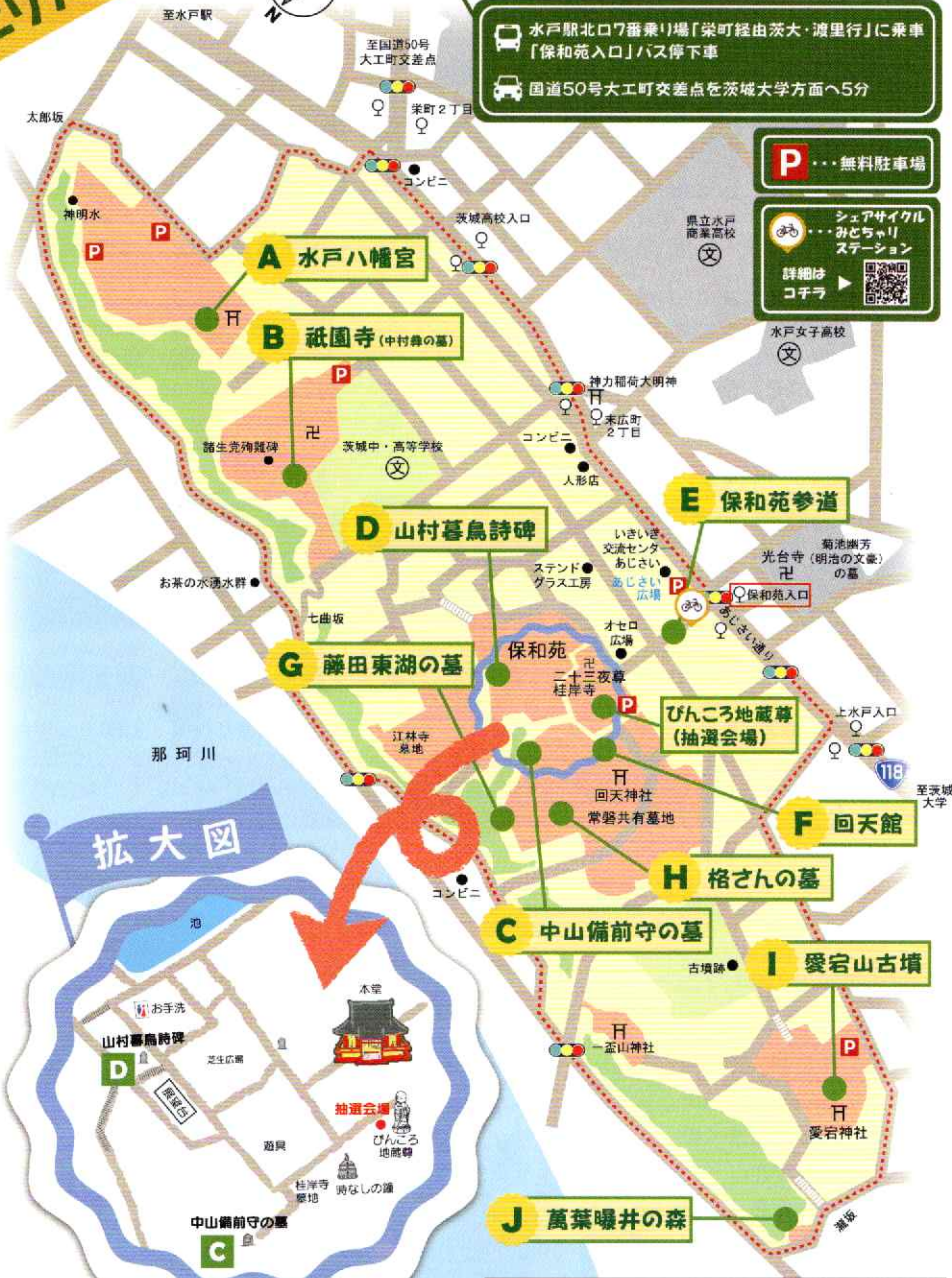 至水戸駅
N
水戸駅北口7番乗り場「栄町経由茨大・渡里行」に乗車
「保和苑入口」バス停下車
国道50号大工町交差点を茨城大学方面へ5分
P・・・無料駐車場
シェアサイクル
・・・みとちゃり
ステーション
詳細は
コチラ ▶
至国道50号
大工町交差点
栄町2丁目
太郎坂
コンビニ
神明水
P
P
茨城高校入口
県立水戸
商業高校
文
A 水戸八幡宮
B 祇園寺(中村彝の墓)
水戸女子高校
文
P
神力稲荷大明神
末広町
2丁目
諸生党殉難碑
茨城中・高等学校
文
コンビニ
人形店
E 保和苑参道
D 山村暮鳥詩碑
いきいき
交流センター
あじさい
あじさい
広場
ステンド
グラス工房
P
光台寺
菊池幽芳
(明治の文豪)
の墓
保和苑入口
お茶の水湧水群
七曲坂
オセロ
広場
あじさい通り
G 藤田東湖の墓
保和苑
二十三夜尊
桂岸寺
P
ぴんころ地蔵尊
(抽選会場)
上水戸入口
118
至茨城
大学
那珂川
江林寺
墓地
回天神社
常磐共有墓地
F 回天館
拡大図
H 格さんの墓
コンビニ
C 中山備前守の墓
古墳跡
I 愛宕山古墳
池
お手洗
本堂
山村暮鳥詩碑
D
芝生広場
展望台
一盃山神社
P
抽選会場
ぴんころ
地蔵尊
遊具
愛宕神社
桂岸寺
墓地
時なしの鐘
中山備前守の墓
C
J 萬葉曝井の森
滝坂